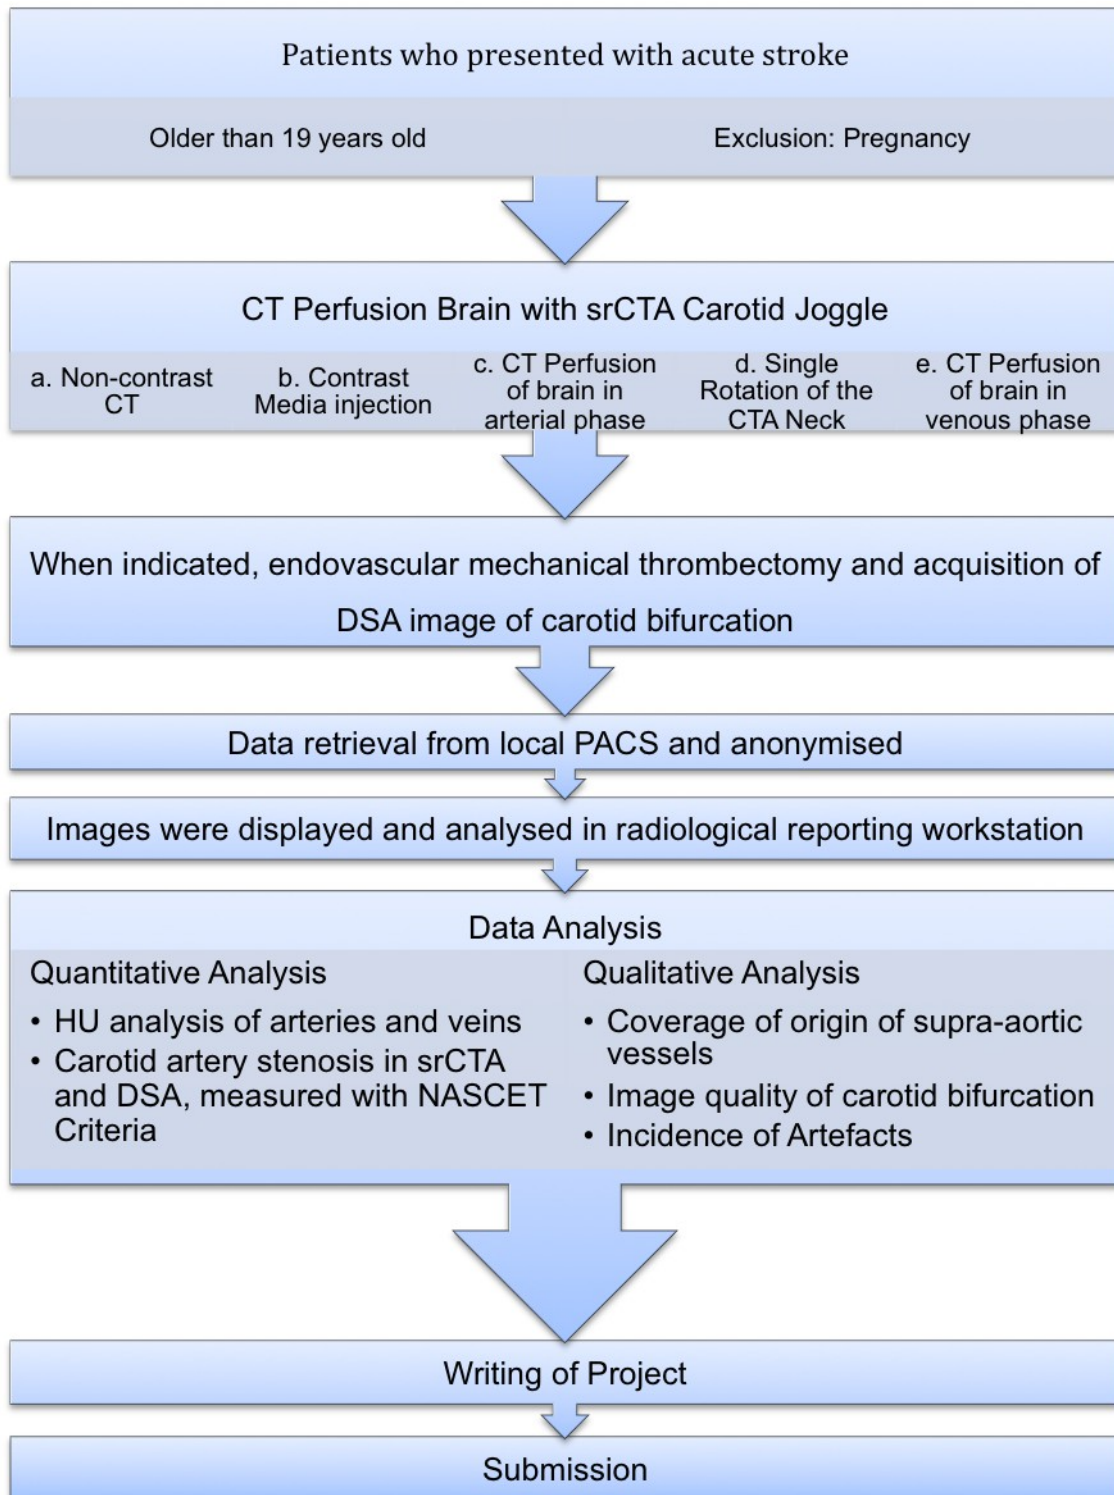 Patients who presented with acute stroke
Older than 19 years old
Exclusion: Pregnancy
CT Perfusion Brain with srCTA Carotid Joggle
a. Non-contrast
CT
b. Contrast
Media injection
c. CT Perfusion
of brain in
arterial phase
d. Single
Rotation of the
CTA Neck
e. CT Perfusion
of brain in
venous phase
When indicated, endovascular mechanical thrombectomy and acquisition of
DSA image of carotid bifurcation
Data retrieval from local PACS and anonymised
Images were displayed and analysed in radiological reporting workstation
Data Analysis
Quantitative Analysis
• HU analysis of arteries and veins
• Carotid artery stenosis in srCTA
and DSA, measured with NASCET
Criteria
Qualitative Analysis
• Coverage of origin of supra-aortic
vessels
• Image quality of carotid bifurcation
• Incidence of Artefacts
Writing of Project
Submission